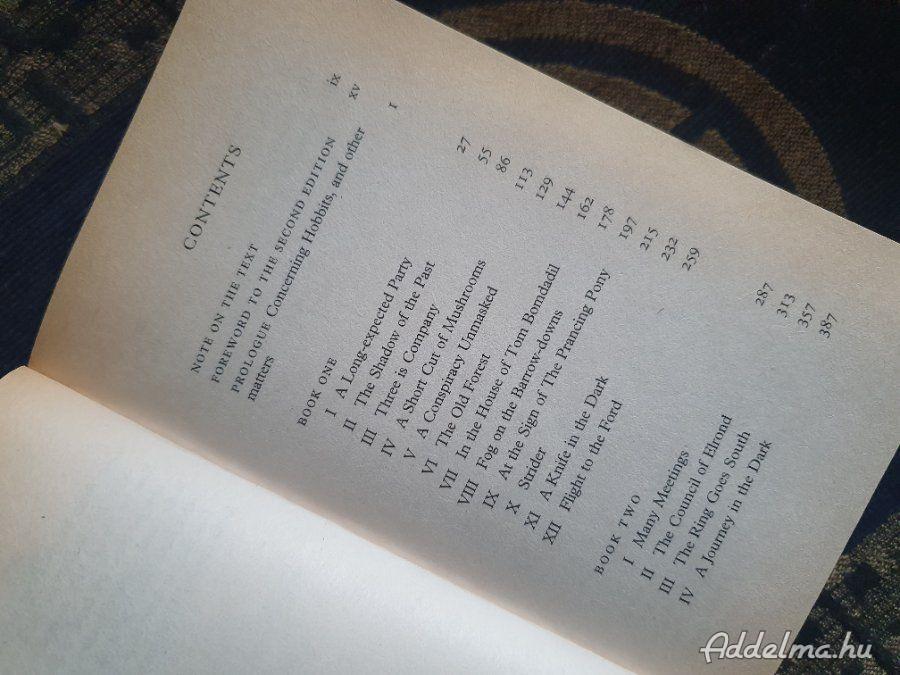 CONTENTS
NOTE ON THE TEXT ix
FOREWORD TO THE SECOND EDITION xv
PROLOGUE Concerning Hobbits, and other
matters 1
BOOK ONE
I A Long-expected Party 27
II The Shadow of the Past 55
III Three is Company 86
IV A Short Cut of Mushrooms 113
V A Conspiracy Unmasked 129
VI The Old Forest 144
VII In the House of Tom Bomdadil 162
VIII Fog on the Barrow-downs 178
IX At the Sign of The Prancing Pony 197
X Strider 215
XI A Knife in the Dark 232
XII Flight to the Ford 259
BOOK TWO
I Many Meetings 287
II The Council of Elrond 313
III The Ring Goes South 357
IV A Journey in the Dark 387
Addelma.hu